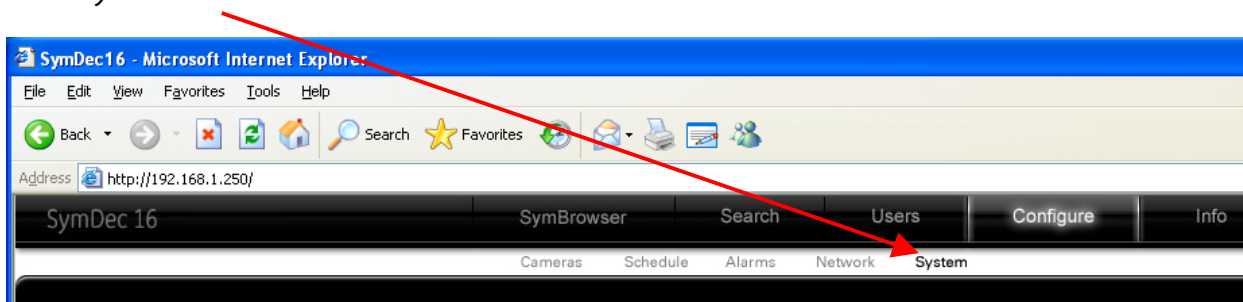 SymDec16 - Microsoft Internet Explorer
File Edit View Favorites Tools Help
Back Search Favorites
Address http://192.168.1.250/
SymDec 16 SymBrowser Search Users Configure Info
Cameras Schedule Alarms Network System